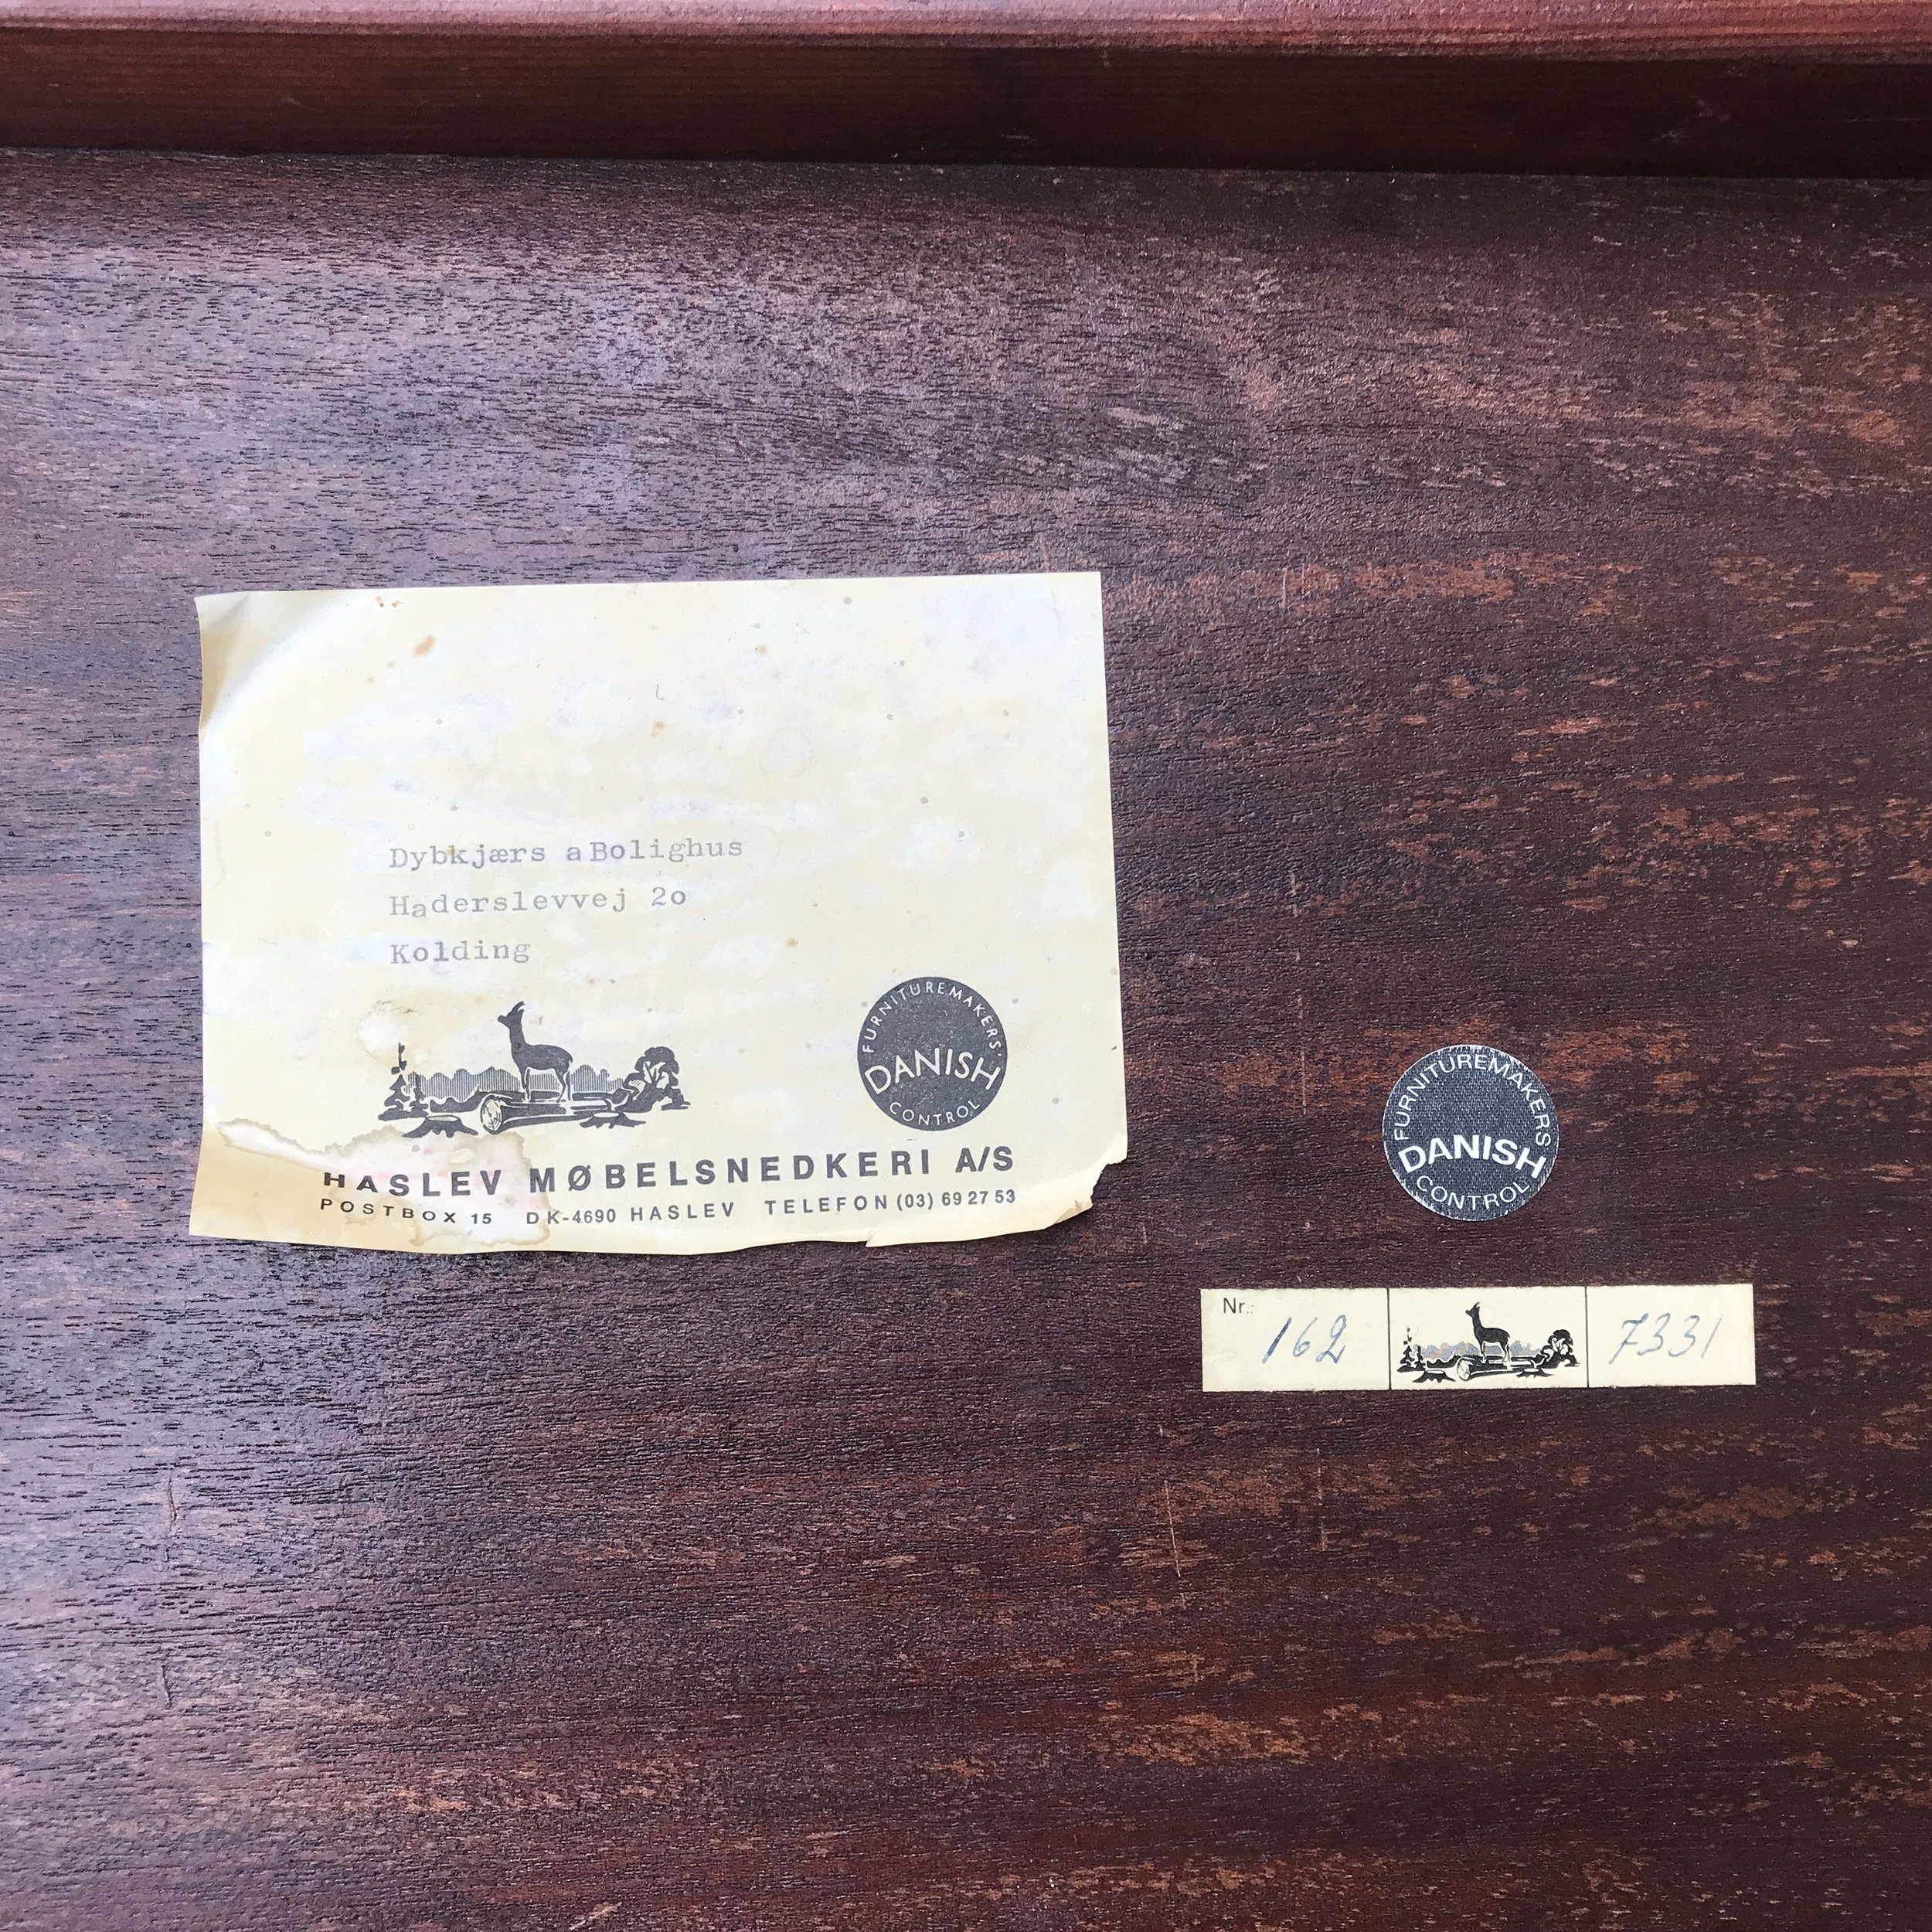 Dybkjærs aBolighus
Haderslevvej 2o
Kolding
FURNITUREMAKERS'
DANISH
CONTROL
HASLEV MØBELSNEDKERI A/S
POSTBOX 15 DK-4690 HASLEV TELEFON (03) 69 27 53
FURNITUREMAKERS
DANISH
CONTROL
Nr.: 162 7331